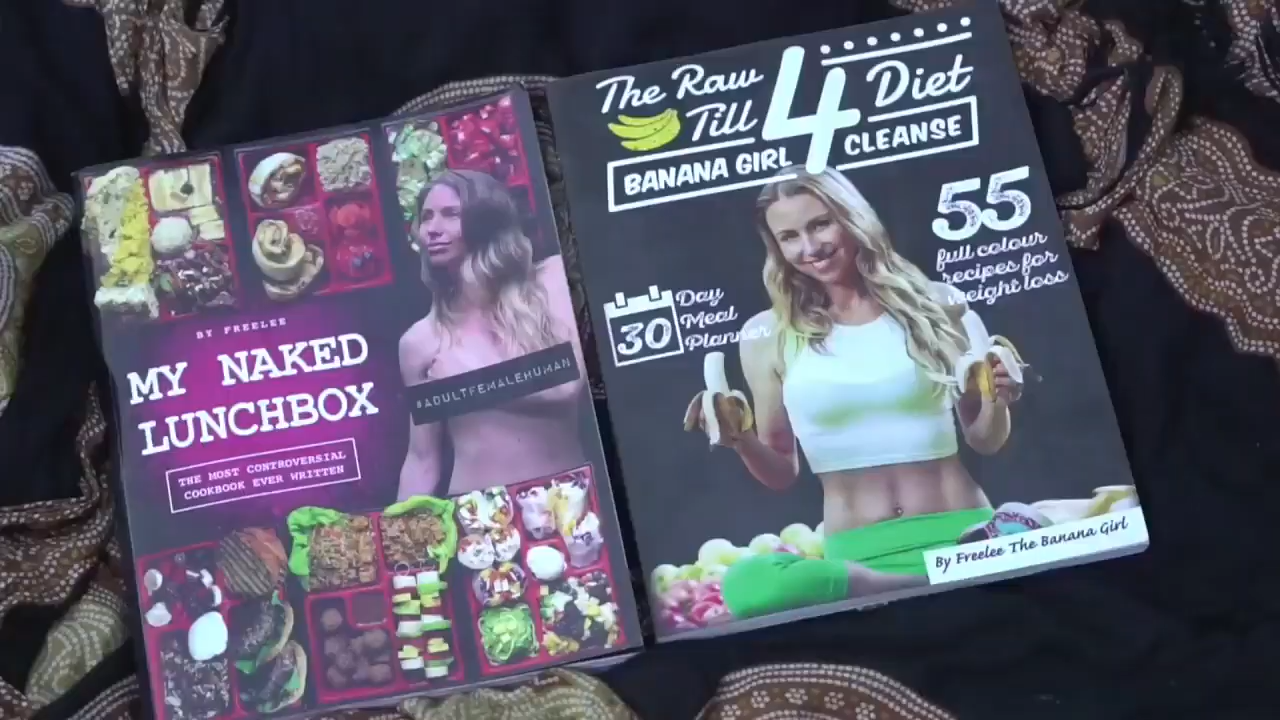 BY FREELEE
MY NAKED
LUNCHBOX
THE MOST CONTROVERSIAL
COOKBOOK EVER WRITTEN
#ADULTFEMALEHUMAN
The Raw
Till 4 Diet
BANANA GIRL CLEANSE
55
full colour
recipes for
weight loss
30 Day
Meal
Planner
By Freelee The Banana Girl